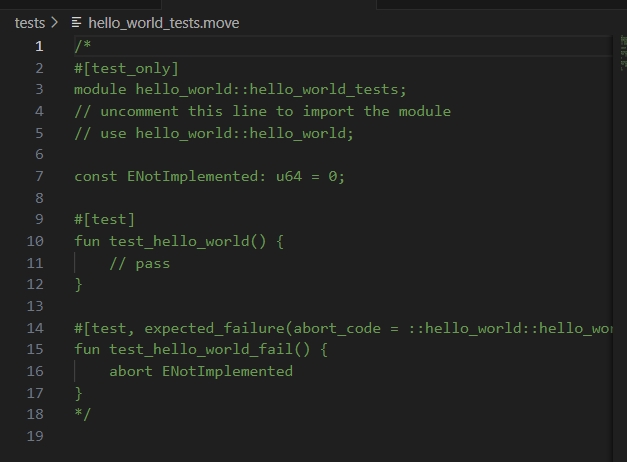 tests > hello_world_tests.move
1 /*
2 #[test_only]
3 module hello_world::hello_world_tests;
4 // uncomment this line to import the module
5 // use hello_world::hello_world;
6
7 const ENotImplemented: u64 = 0;
8
9 #[test]
10 fun test_hello_world() {
11 // pass
12 }
13
14 #[test, expected_failure(abort_code = ::hello_world::hello_wor
15 fun test_hello_world_fail() {
16 abort ENotImplemented
17 }
18 */
19